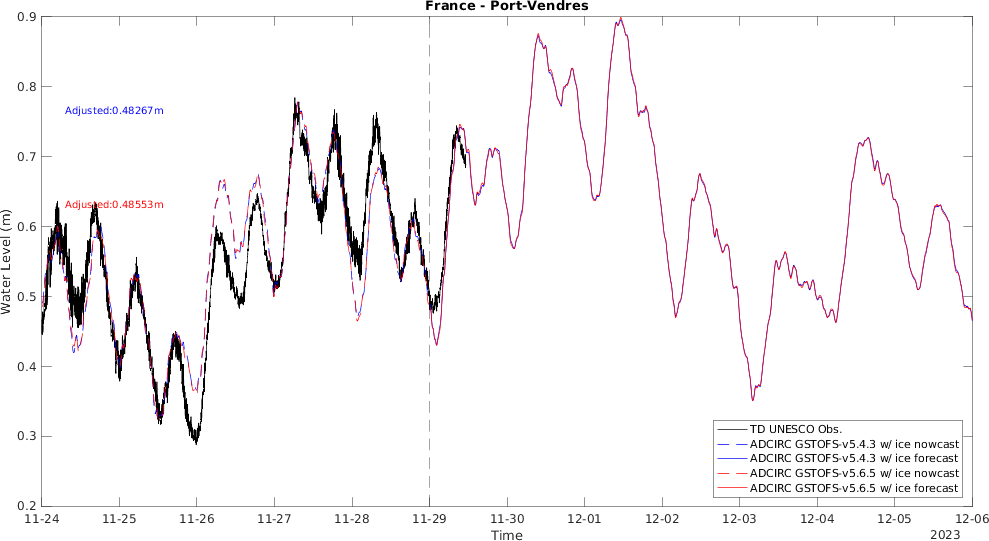 France - Port-Vendres
0.9
0.8
0.7
0.6
0.5
0.4
0.3
0.2
Water Level (m)
Adjusted:0.48267m
Adjusted:0.48553m
TD UNESCO Obs.
ADCIRC GSTOFS-v5.4.3 w/ ice nowcast
ADCIRC GSTOFS-v5.4.3 w/ ice forecast
ADCIRC GSTOFS-v5.6.5 w/ ice nowcast
ADCIRC GSTOFS-v5.6.5 w/ ice forecast
11-24 11-25 11-26 11-27 11-28 11-29 11-30 12-01 12-02 12-03 12-04 12-05 12-06
Time
2023